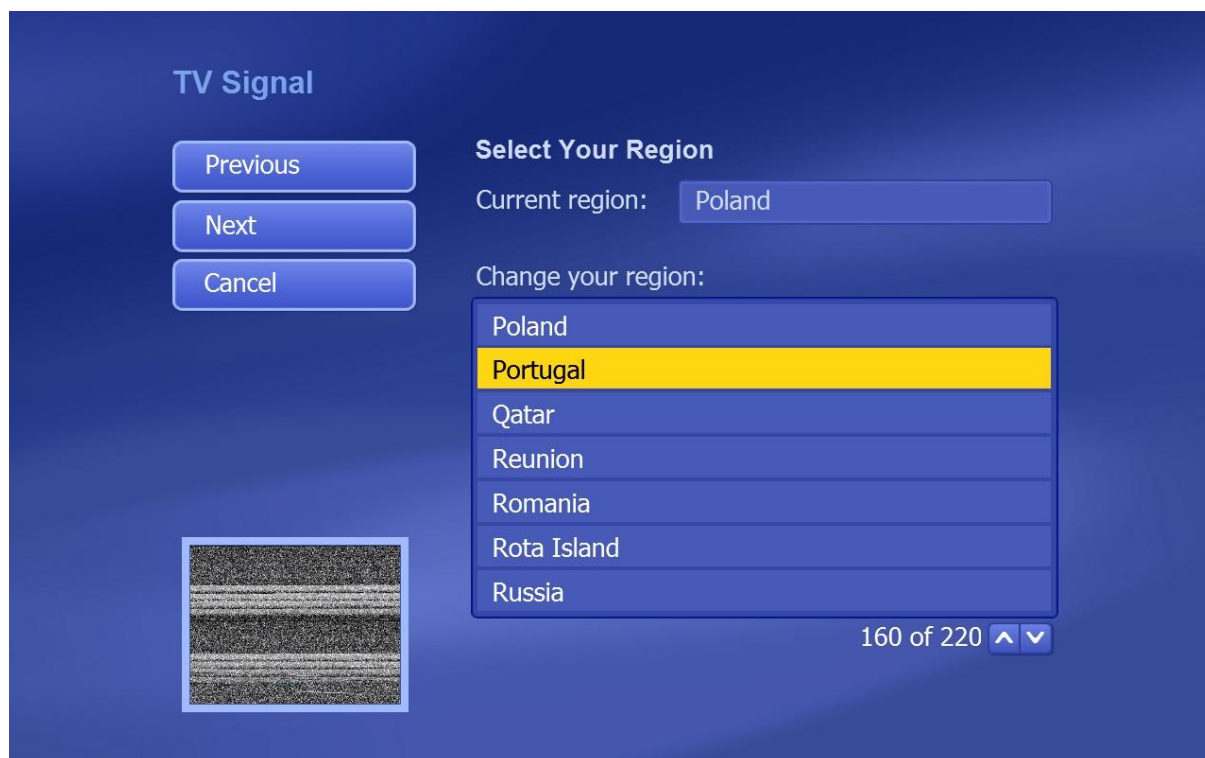 TV Signal
Previous
Next
Cancel
Select Your Region
Current region: Poland
Change your region:
Poland
Portugal
Qatar
Reunion
Romania
Rota Island
Russia
160 of 220